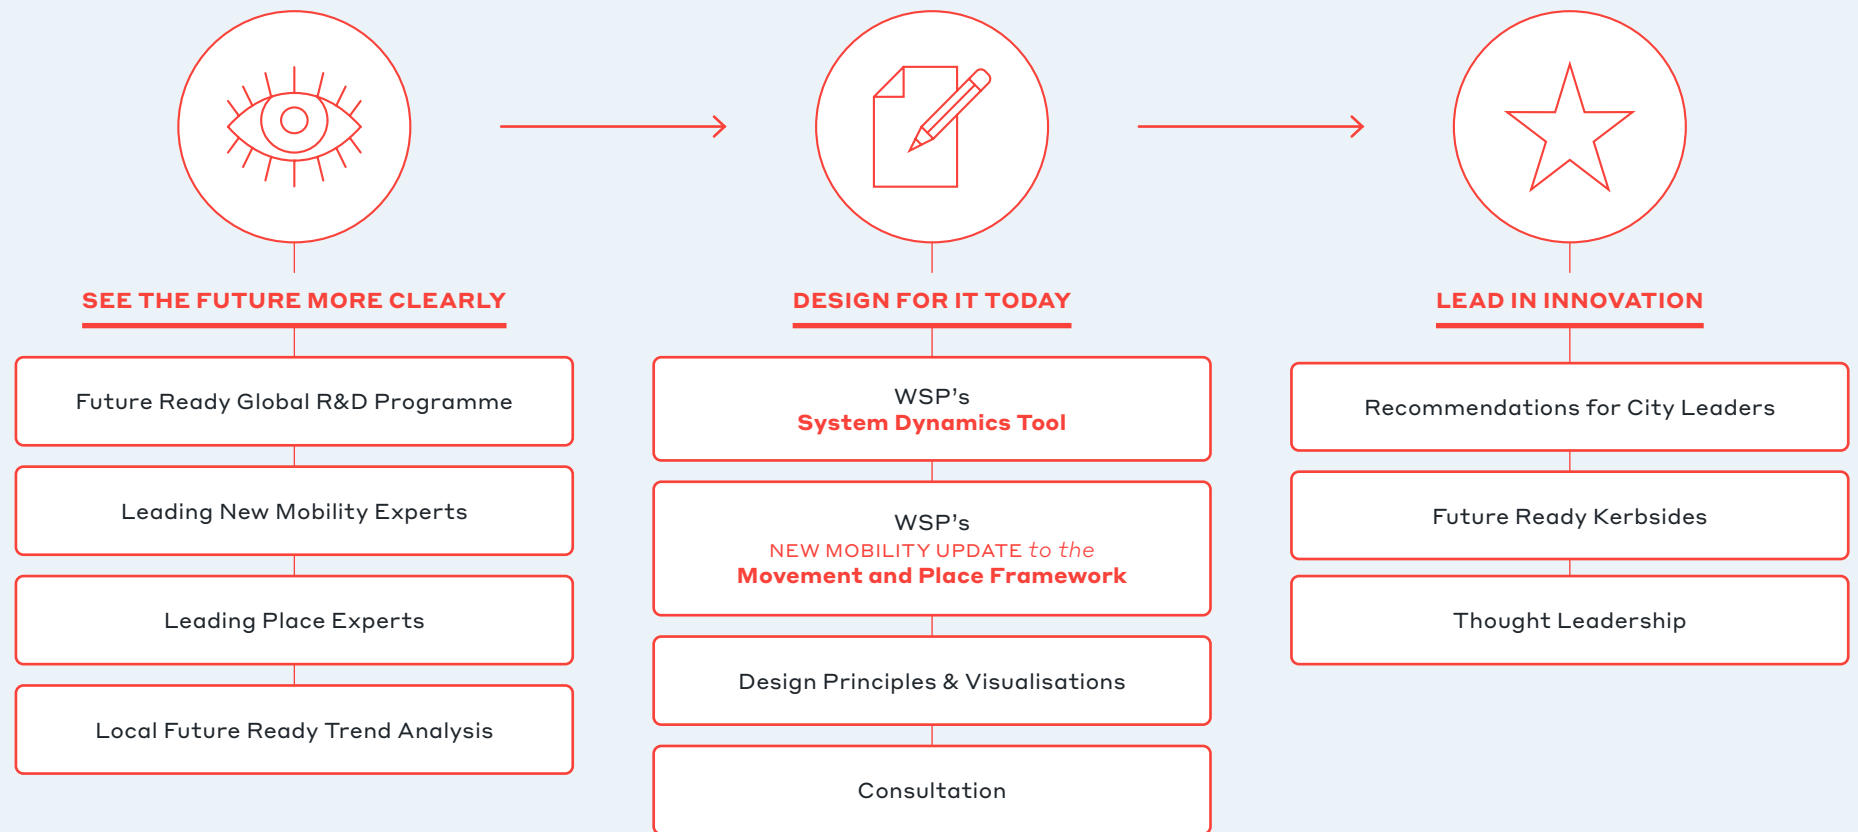 SEE THE FUTURE MORE CLEARLY
Future Ready Global R&D Programme
Leading New Mobility Experts
Leading Place Experts
Local Future Ready Trend Analysis
DESIGN FOR IT TODAY
WSP’s
System Dynamics Tool
WSP’s
NEW MOBILITY UPDATE to the
Movement and Place Framework
Design Principles & Visualisations
Consultation
LEAD IN INNOVATION
Recommendations for City Leaders
Future Ready Kerbsides
Thought Leadership